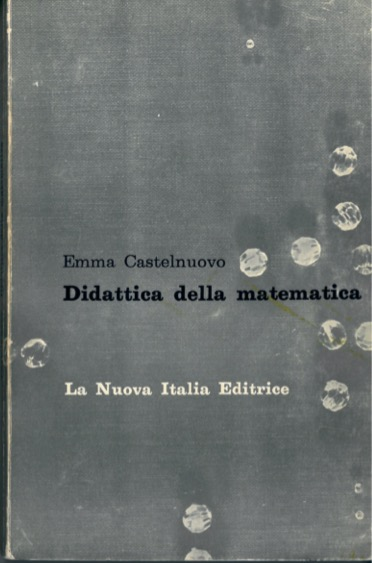 Emma Castelnuovo
Didattica della matematica
La Nuova Italia Editrice